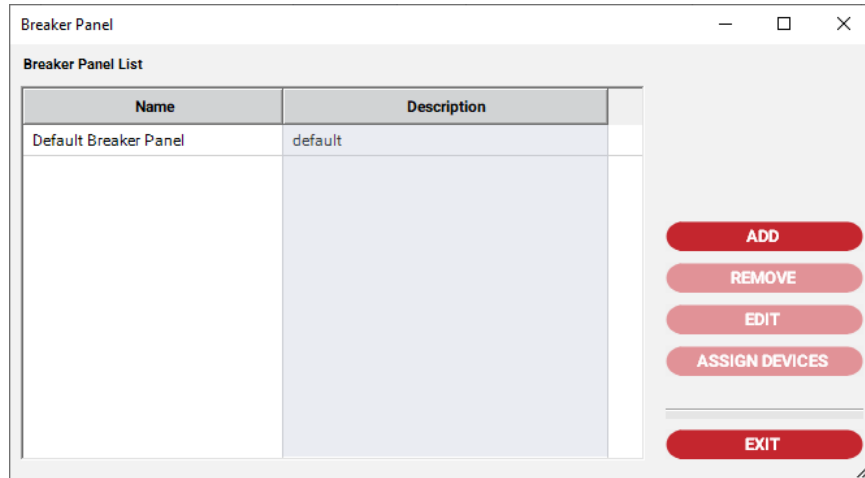 Breaker Panel
Breaker Panel List
Name Description
Default Breaker Panel default
ADD
REMOVE
EDIT
ASSIGN DEVICES
EXIT